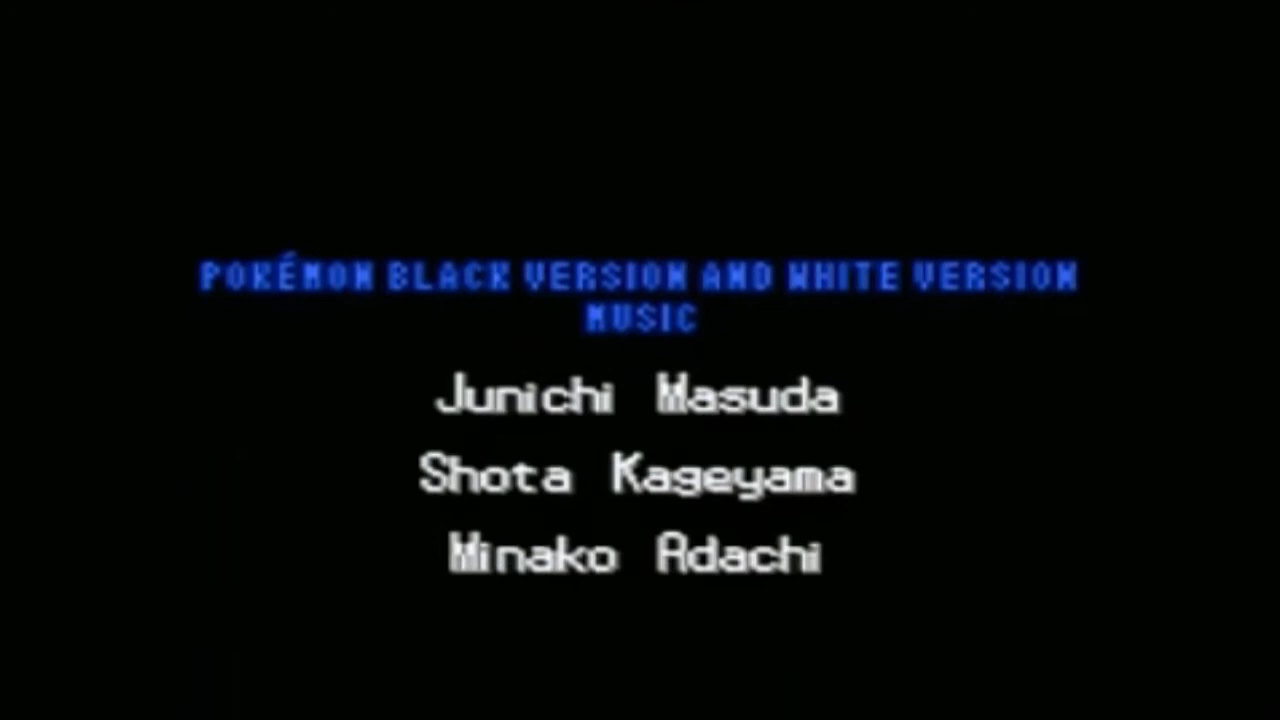 POKÉMON BLACK VERSION AND WHITE VERSION
MUSIC
Junichi Masuda
Shota Kageyama
Minako Adachi